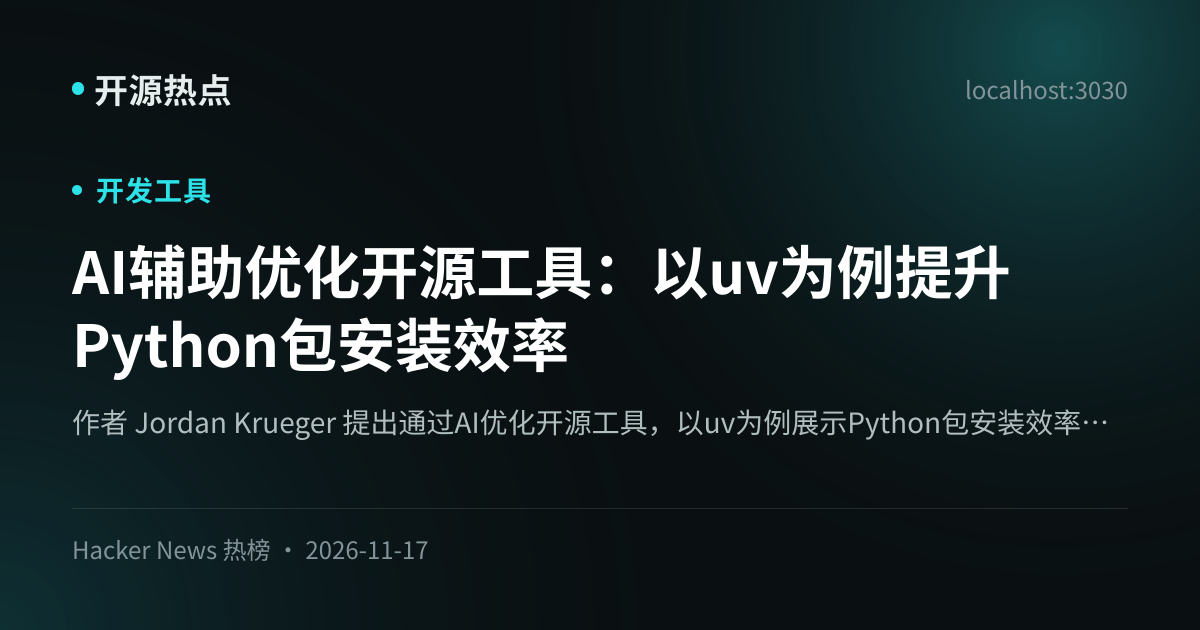 开源热点
localhost:3030
开发工具
AI辅助优化开源工具：以uv为例提升
Python包安装效率
作者 Jordan Krueger 提出通过AI优化开源工具，以uv为例展示Python包安装效率…
Hacker News 热榜 · 2026-11-17